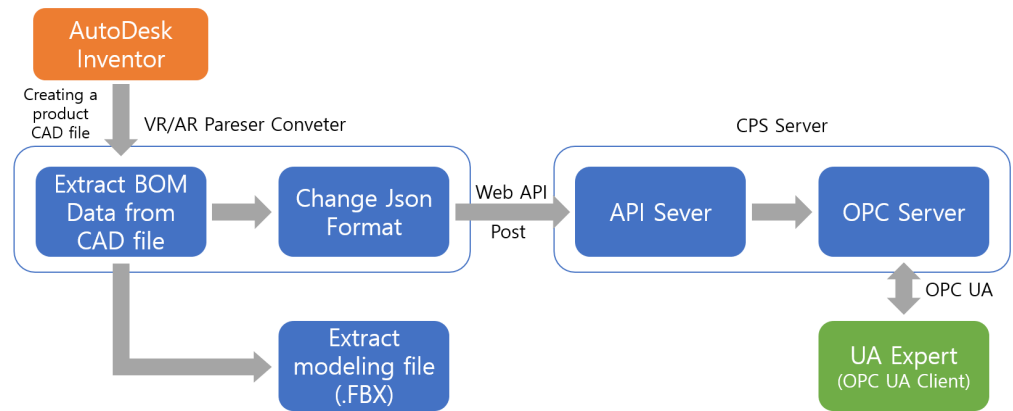 AutoDesk
Inventor
Creating a
product
CAD file
VR/AR Pareser Conveter
CPS Server
Extract BOM
Data from
CAD file
Change Json
Format
Web API
Post
API Sever
OPC Server
OPC UA
Extract
modeling file
(.FBX)
UA Expert
(OPC UA Client)